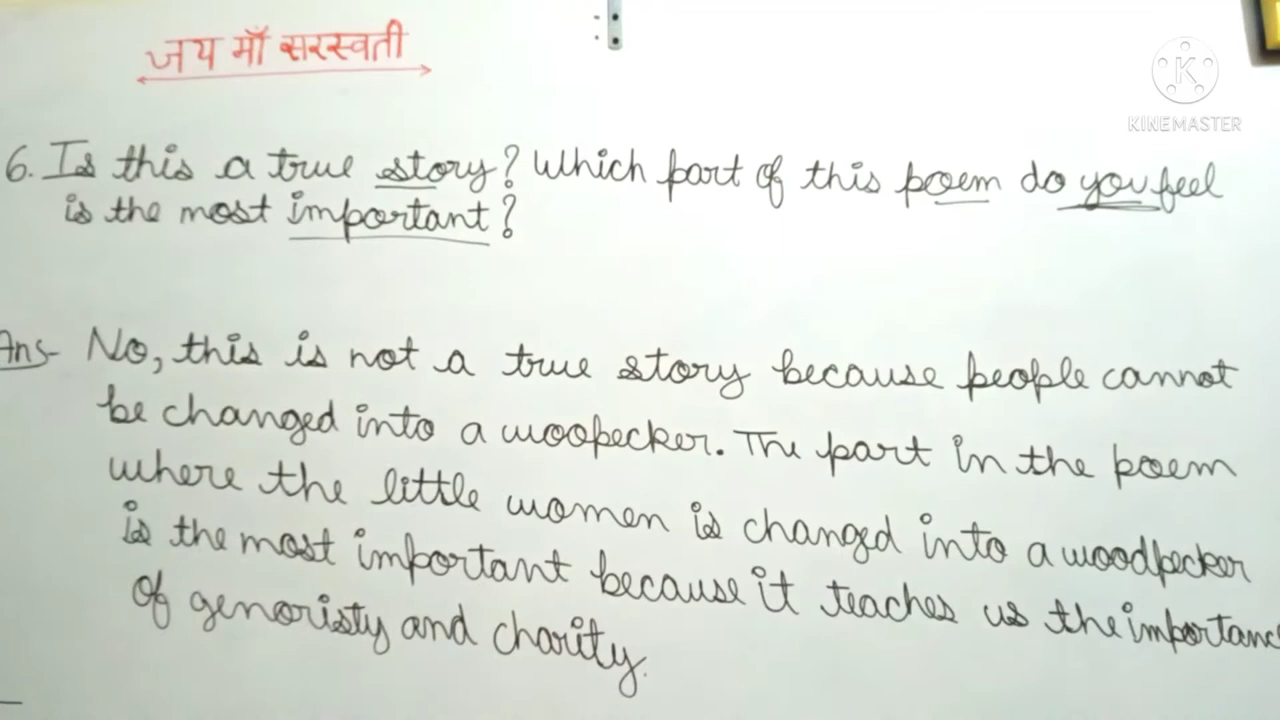 जय माँ सरस्वती
KINEMASTER
6. Is this a true story? Which part of this poem do you feel
is the most important?
Ans- No, this is not a true story because people cannot
be changed into a woopecker. The part in the poem
where the little women is changed into a woodpecker
is the most important because it teaches us the importanc
of genoristy and charity.